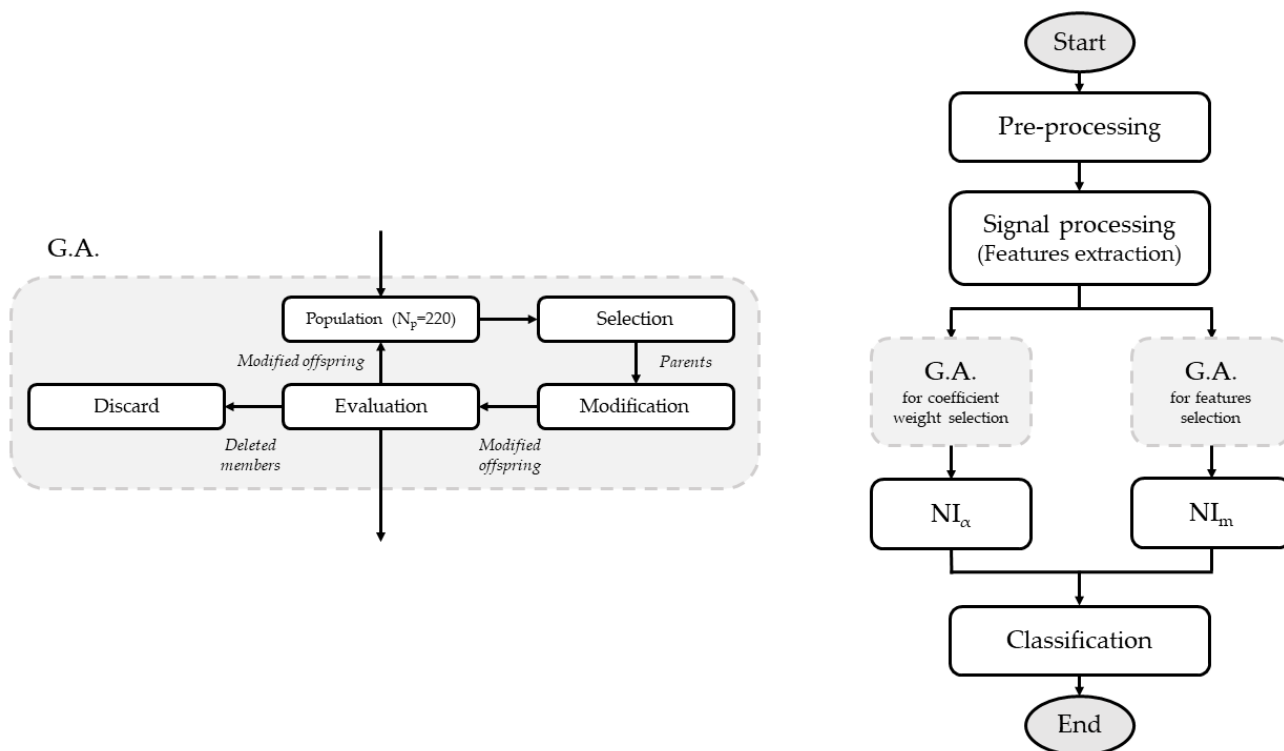 G.A.
Population (Np=220)
Selection
Modified offspring
Parents
Discard
Evaluation
Modification
Deleted
members
Modified
offspring
Start
Pre-processing
Signal processing
(Features extraction)
G.A.
for coefficient
weight selection
G.A.
for features
selection
NIα
NIm
Classification
End